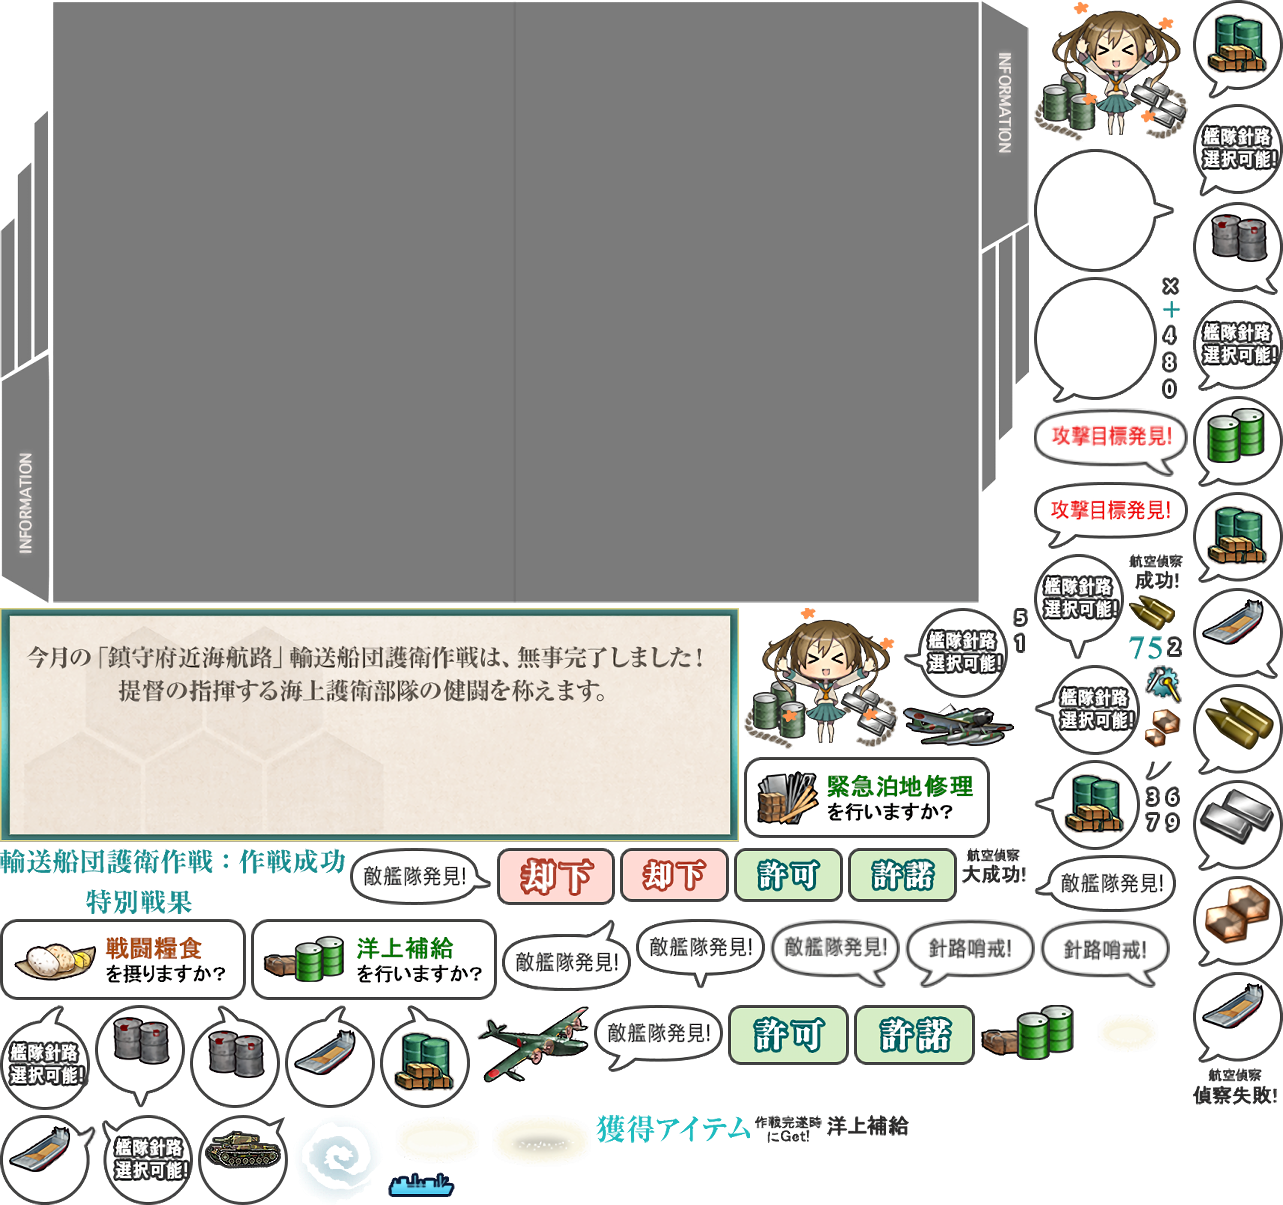 INFORMATION
INFORMATION
艦隊針路
選択可能!
艦隊針路
選択可能!
×
+
4
8
0
攻撃目標発見!
攻撃目標発見!
艦隊針路
選択可能!
航空偵察
成功!
75
2
今月の「鎮守府近海航路」輸送船団護衛作戦は、無事完了しました!
提督の指揮する海上護衛部隊の健闘を称えます。
艦隊針路
選択可能!
5
1
艦隊針路
選択可能!
緊急泊地修理
を行いますか?
3 6
7 9
輸送船団護衛作戦:作戦成功
特別戦果
敵艦隊発見!
却下
却下
許可
許諾
航空偵察
大成功!
敵艦隊発見!
戦闘糧食
を摂りますか?
洋上補給
を行いますか?
敵艦隊発見!
敵艦隊発見!
敵艦隊発見!
針路哨戒!
針路哨戒!
艦隊針路
選択可能!
敵艦隊発見!
許可
許諾
航空偵察
偵察失敗!
艦隊針路
選択可能!
獲得アイテム
作戦完遂時
にGet!
洋上補給